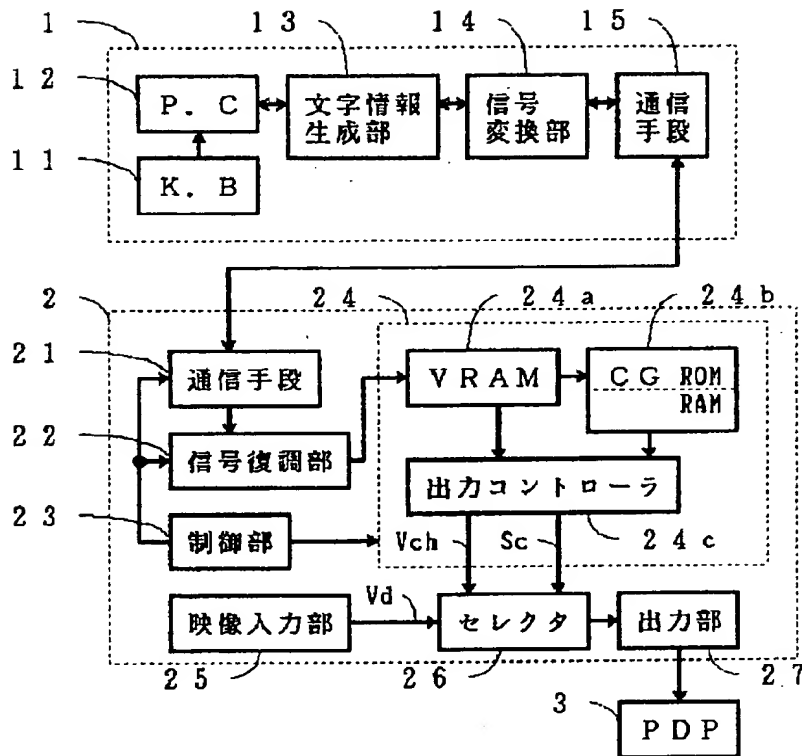 1
13
14
15
12
P.C
文字情報
生成部
信号
変換部
通信
手段
11
K.B
2
24
24a
24b
21
通信手段
VRAM
CG ROM
RAM
22
信号復調部
出力コントローラ
23
制御部
Vch
Sc
24c
Vd
映像入力部
セレクタ
出力部
25
26
27
3
PDP